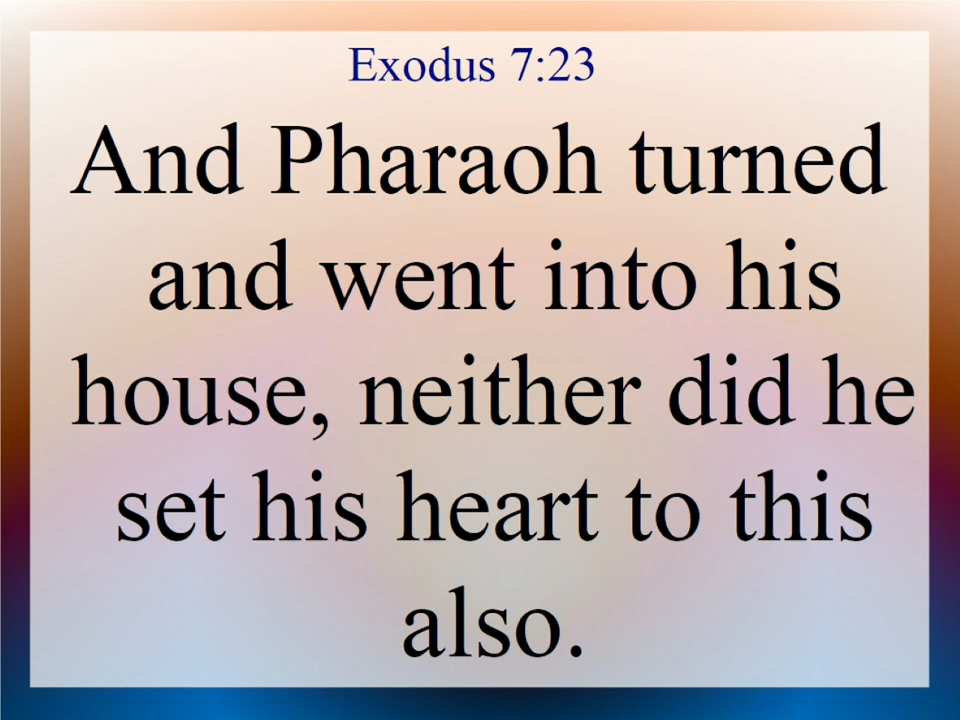 Exodus 7:23
And Pharaoh turned
and went into his
house, neither did he
set his heart to this
also.